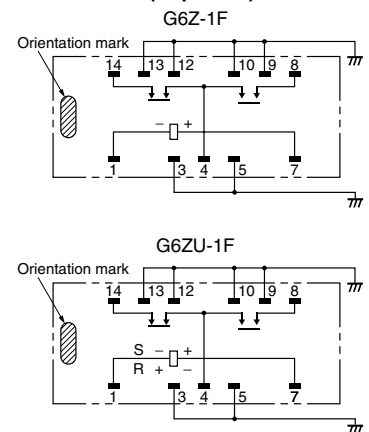 G6Z-1F
Orientation mark
14 13 12 10 9 8
− +
1 3 4 5 7
G6ZU-1F
Orientation mark
14 13 12 10 9 8
S − +
R + −
1 3 4 5 7